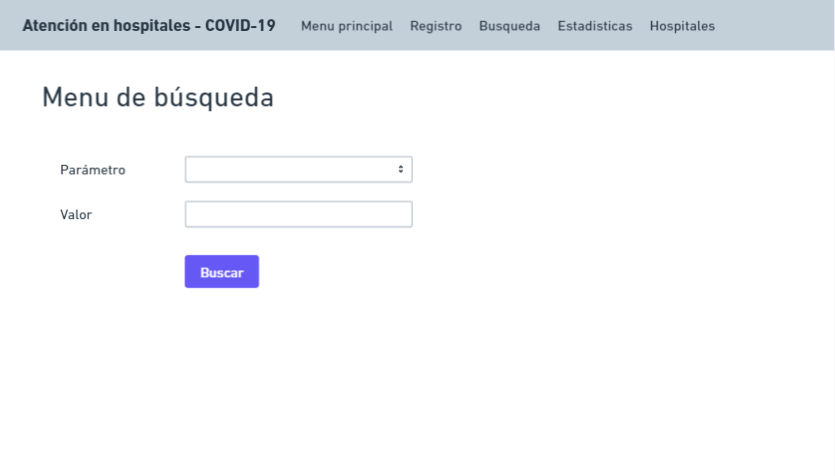 Atención en hospitales - COVID-19 Menu principal Registro Busqueda Estadisticas Hospitales
Menu de búsqueda
Parámetro
Valor
Buscar